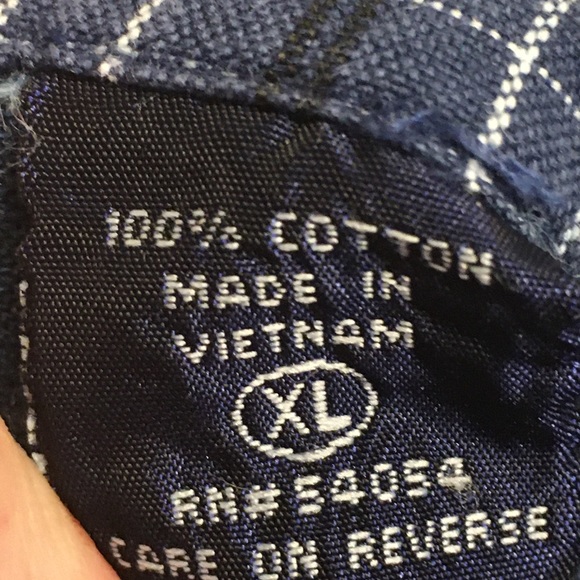 100% COTTON
MADE IN
VIETNAM
XL
RN# 54054
CARE ON REVERSE